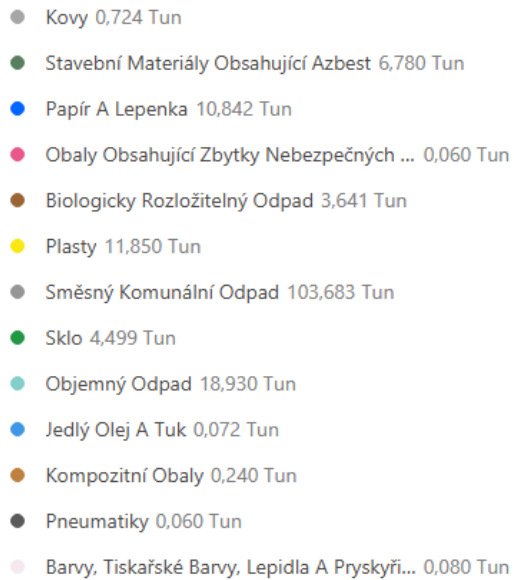 Kovy 0,724 Tun
Stavební Materiály Obsahující Azbest 6,780 Tun
Papír A Lepenka 10,842 Tun
Obaly Obsahující Zbytky Nebezpečných ... 0,060 Tun
Biologicky Rozložitelný Odpad 3,641 Tun
Plasty 11,850 Tun
Směsný Komunální Odpad 103,683 Tun
Sklo 4,499 Tun
Objemný Odpad 18,930 Tun
Jedlý Olej A Tuk 0,072 Tun
Kompozitní Obaly 0,240 Tun
Pneumatiky 0,060 Tun
Barvy, Tiskařské Barvy, Lepidla A Pryskyři... 0,080 Tun